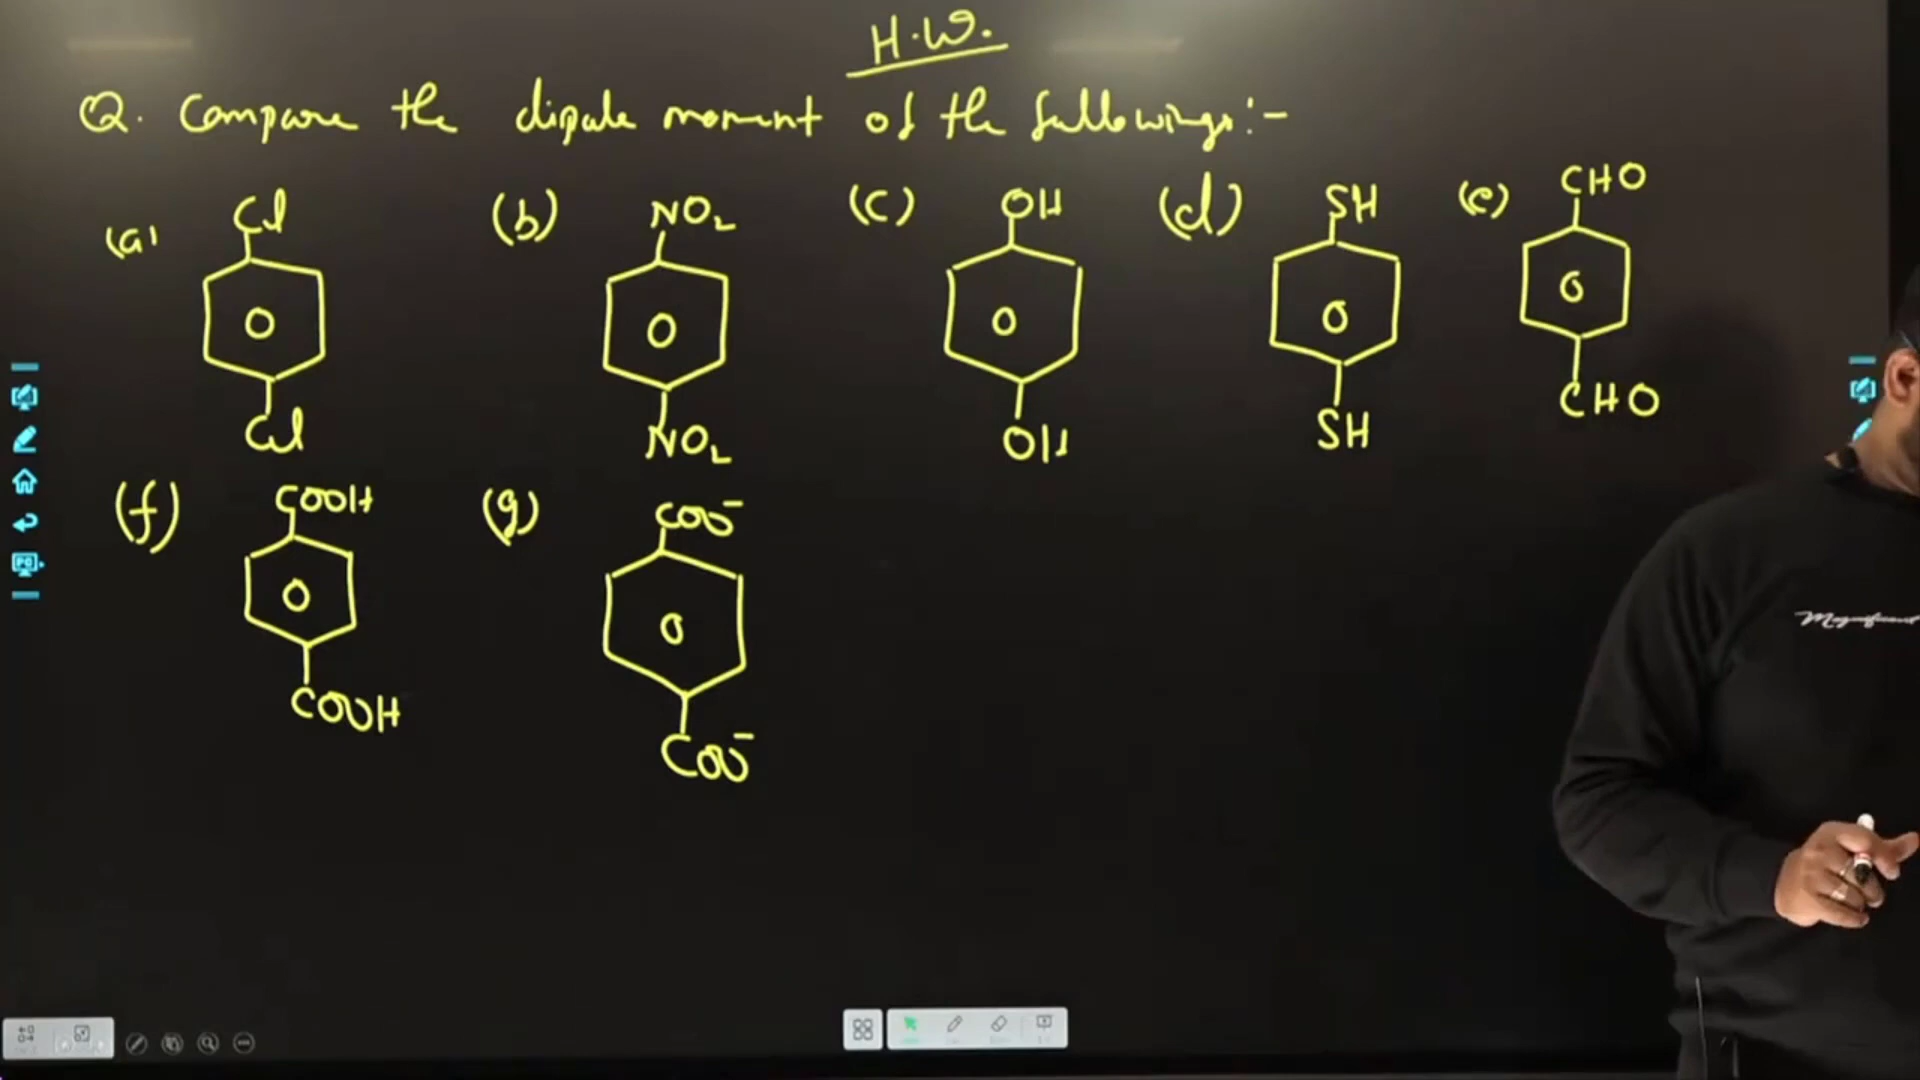 H.W.
Q. Compare the dipole moment of the followings:-
(a) Cl Cl
(b) NO2 NO2
(c) OH OH
(d) SH SH
(e) CHO CHO
(f) COOH COOH
(g) COO⁻ COO⁻
Magnificent